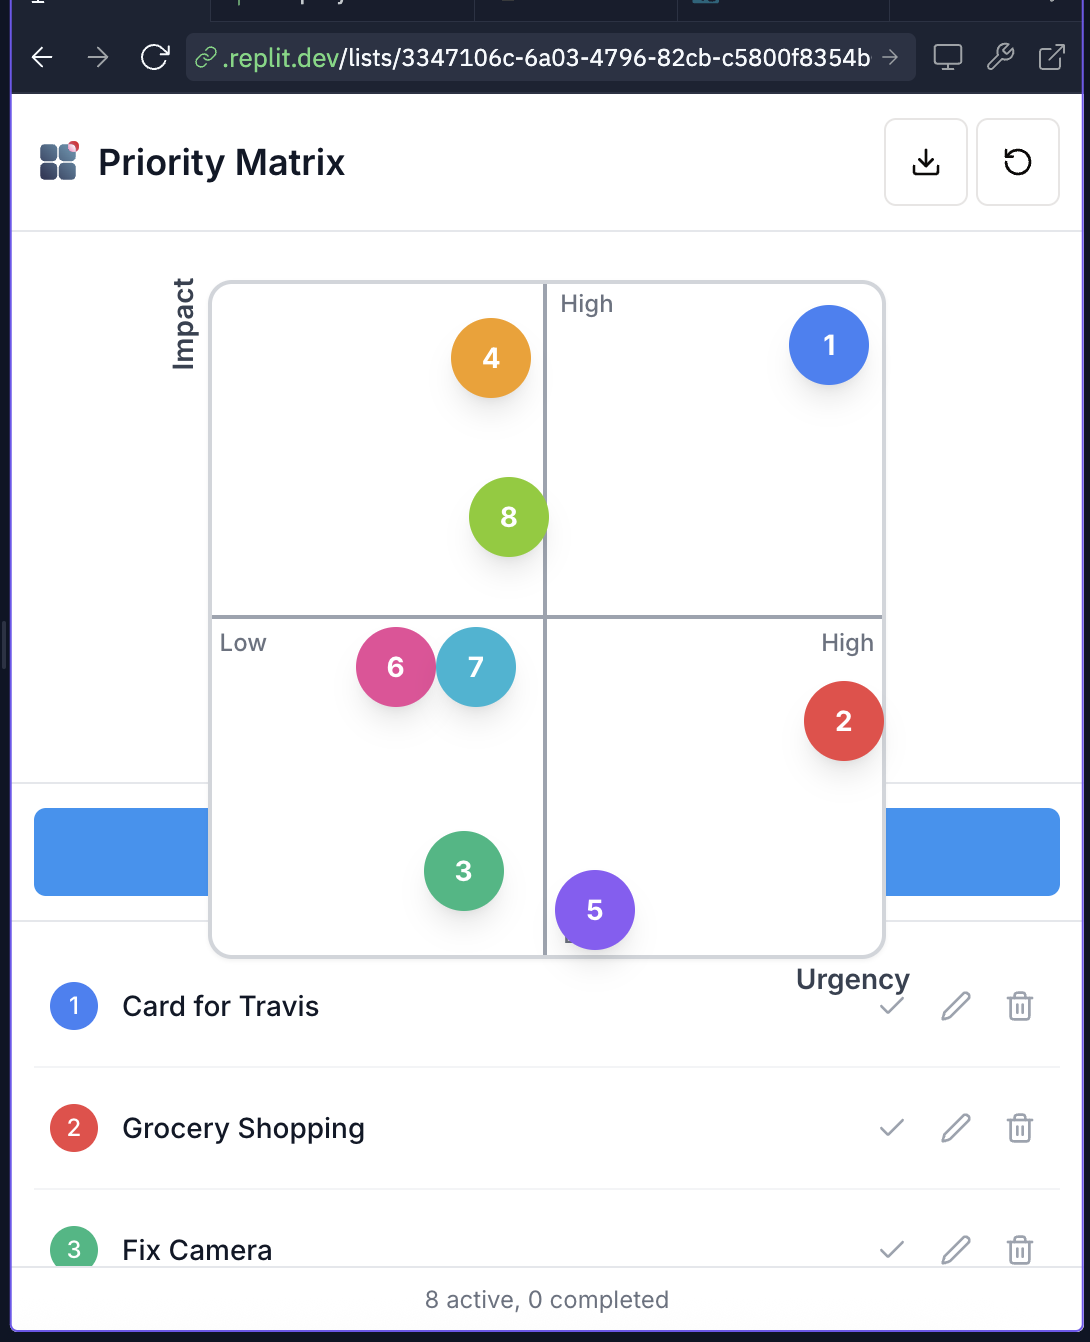 .replit.dev/lists/3347106c-6a03-4796-82cb-c5800f8354b
Priority Matrix
Impact
High
1
4
8
Low
High
6
7
2
3
5
Urgency
1 Card for Travis
2 Grocery Shopping
3 Fix Camera
8 active, 0 completed